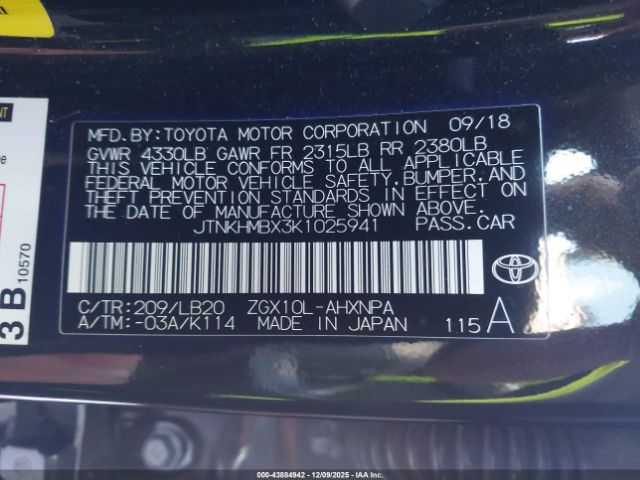 MFD. BY: TOYOTA MOTOR CORPORATION 09/18
GVWR 4330LB GAWR FR 2315LB RR 2380LB
THIS VEHICLE CONFORMS TO ALL APPLICABLE
FEDERAL MOTOR VEHICLE SAFETY, BUMPER, AND
THEFT PREVENTION STANDARDS IN EFFECT ON
THE DATE OF MANUFACTURE SHOWN ABOVE.
JTNKHMBX3K1025941 PASS.CAR
C/TR: 209/LB20 ZGX10L-AHXNPA
A/TM: -03A/K114 MADE IN JAPAN 115 A
TOYOTA
3 B 10570
000-43884942 - 12/09/2025 - IAAI.COM